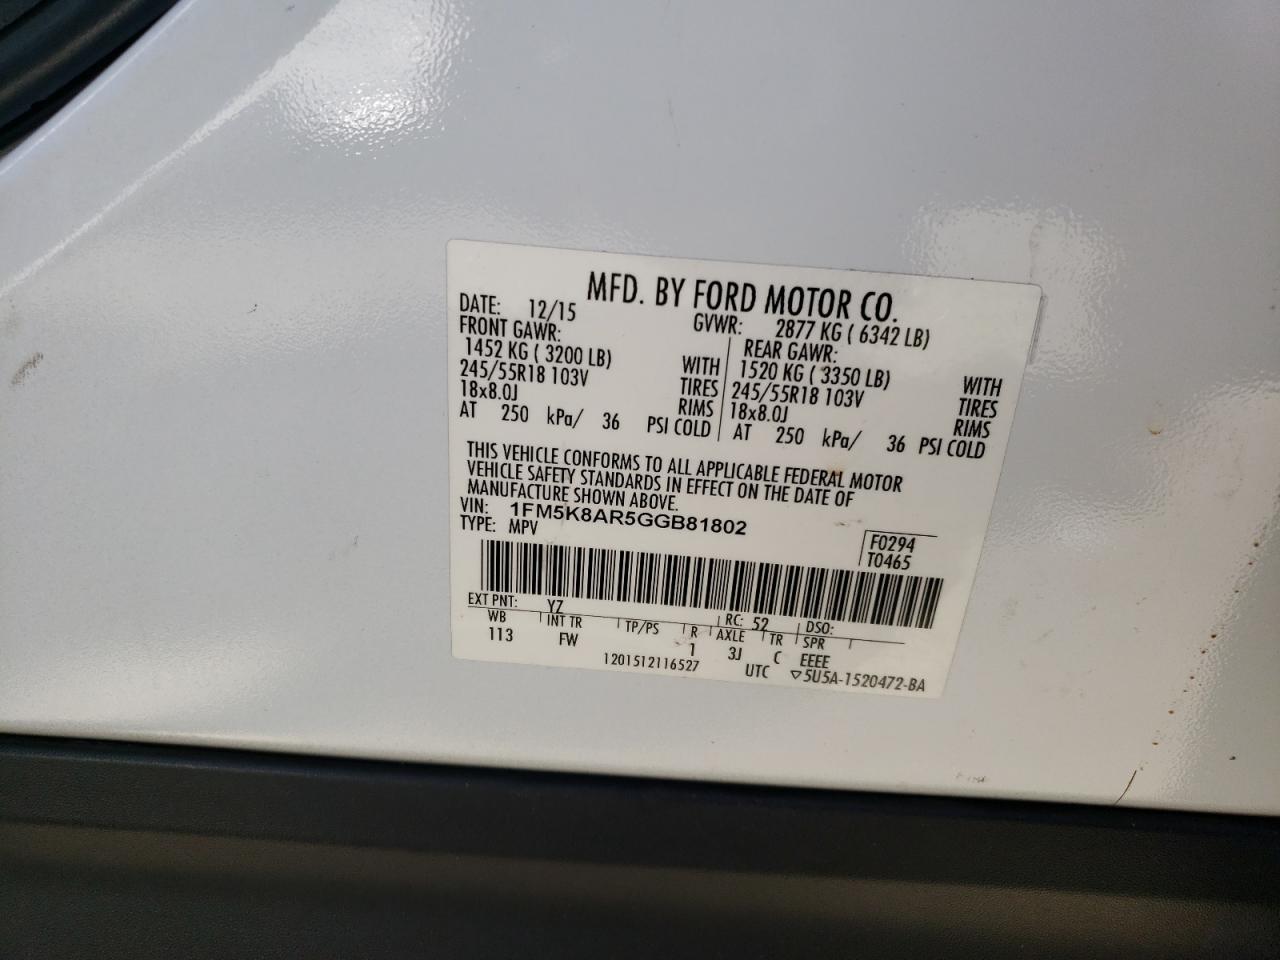 MFD. BY FORD MOTOR CO.
DATE: 12/15 GVWR: 2877 KG ( 6342 LB)
FRONT GAWR: REAR GAWR:
1452 KG ( 3200 LB) WITH 1520 KG ( 3350 LB) WITH
245/55R18 103V TIRES 245/55R18 103V TIRES
18x8.0J RIMS 18x8.0J RIMS
AT 250 kPa/ 36 PSI COLD AT 250 kPa/ 36 PSI COLD
THIS VEHICLE CONFORMS TO ALL APPLICABLE FEDERAL MOTOR
VEHICLE SAFETY STANDARDS IN EFFECT ON THE DATE OF
MANUFACTURE SHOWN ABOVE.
VIN: 1FM5K8AR5GGB81802
TYPE: MPV
F0294
T0465
EXT PNT: YZ RC: 52 DSO:
WB INT TR TP/PS R AXLE TR SPR
113 FW 1 3J C EEEE
1201512116527 UTC ▽5U5A-1520472-BA